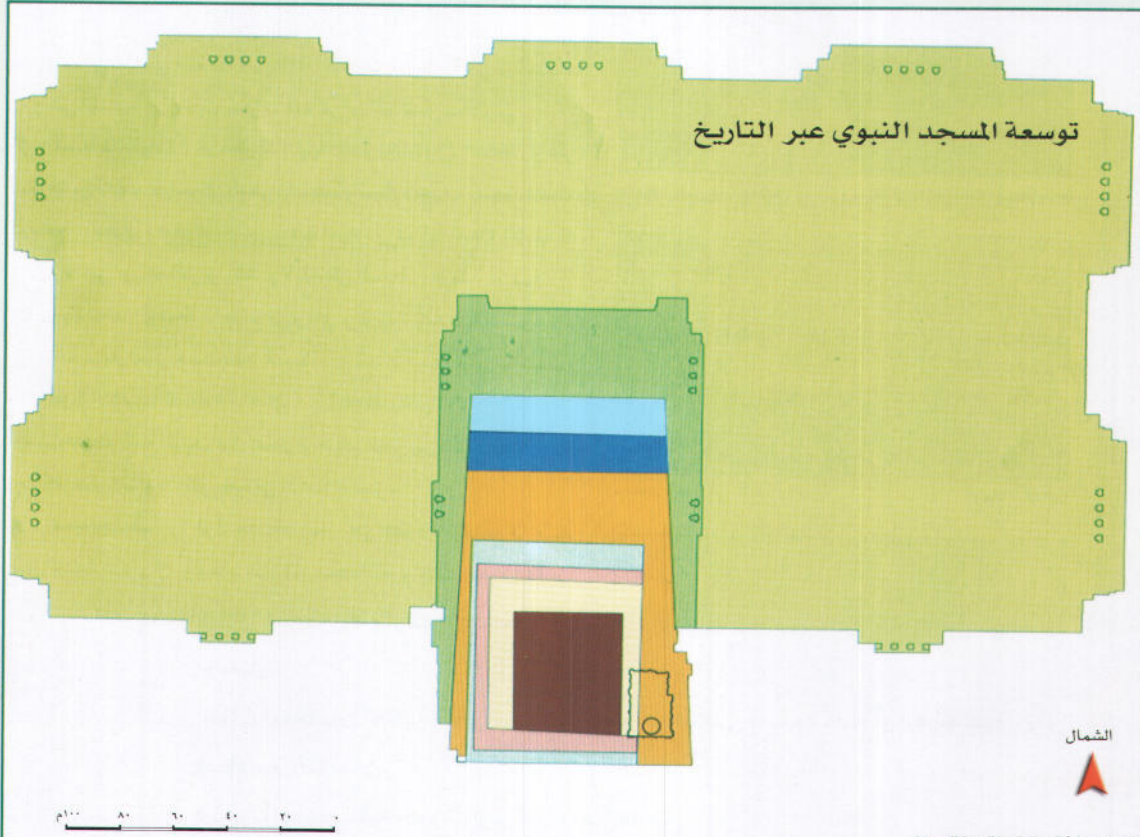 توسعة المسجد النبوي عبر التاريخ
الشمال
٠ ٢٠ ٤٠ ٦٠ ٨٠ ١٠٠م